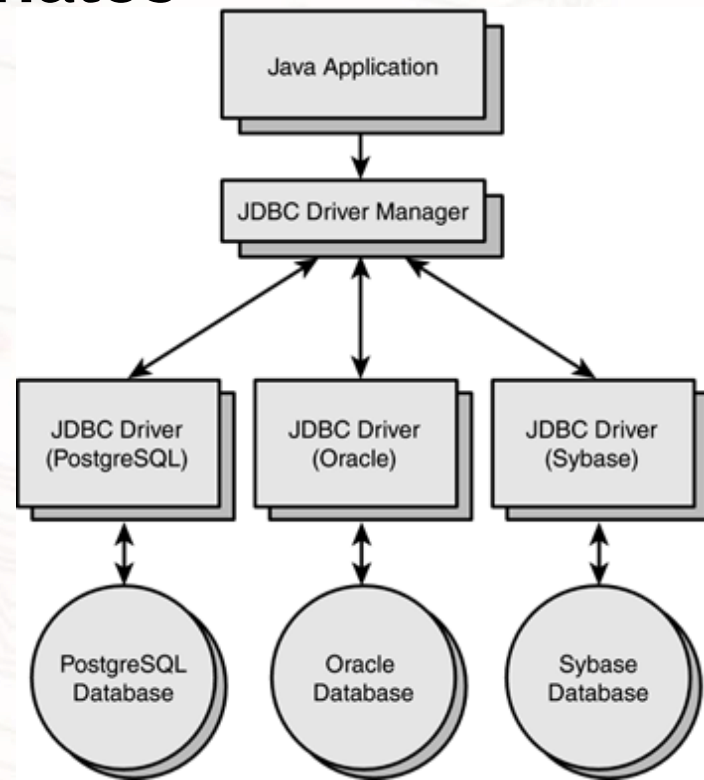 Java Application
JDBC Driver Manager
JDBC Driver
(PostgreSQL)
JDBC Driver
(Oracle)
JDBC Driver
(Sybase)
PostgreSQL
Database
Oracle
Database
Sybase
Database